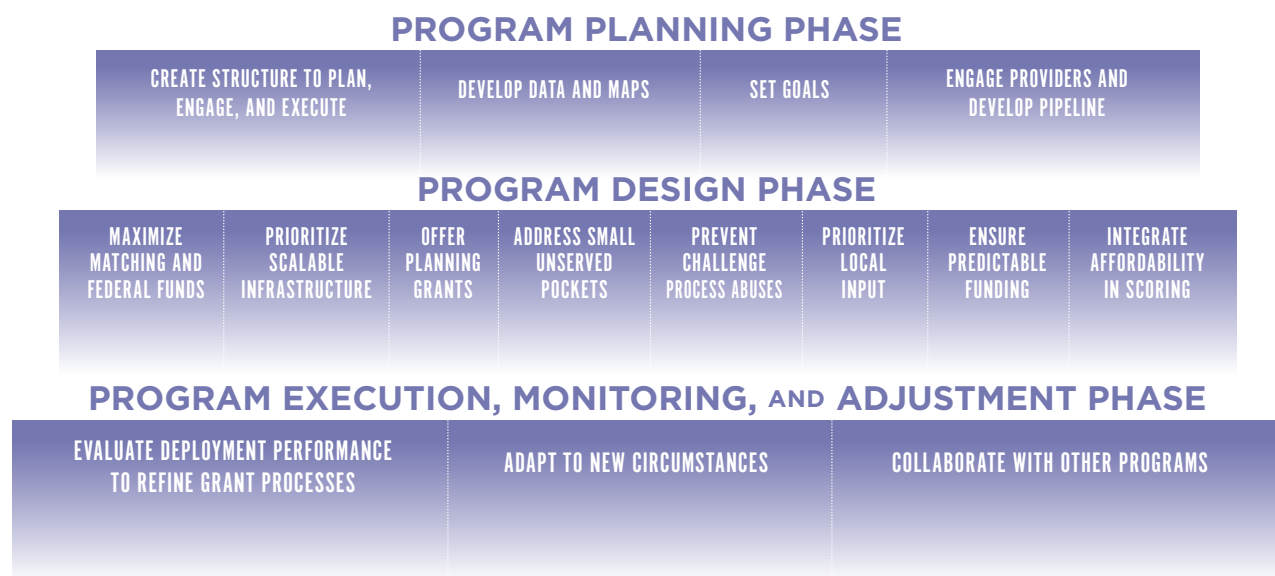 PROGRAM PLANNING PHASE
CREATE STRUCTURE TO PLAN,
ENGAGE, AND EXECUTE
DEVELOP DATA AND MAPS
SET GOALS
ENGAGE PROVIDERS AND
DEVELOP PIPELINE
PROGRAM DESIGN PHASE
MAXIMIZE
MATCHING AND
FEDERAL FUNDS
PRIORITIZE
SCALABLE
INFRASTRUCTURE
OFFER
PLANNING
GRANTS
ADDRESS SMALL
UNSERVED
POCKETS
PREVENT
CHALLENGE
PROCESS ABUSES
PRIORITIZE
LOCAL
INPUT
ENSURE
PREDICTABLE
FUNDING
INTEGRATE
AFFORDABILITY
IN SCORING
PROGRAM EXECUTION, MONITORING, AND ADJUSTMENT PHASE
EVALUATE DEPLOYMENT PERFORMANCE
TO REFINE GRANT PROCESSES
ADAPT TO NEW CIRCUMSTANCES
COLLABORATE WITH OTHER PROGRAMS